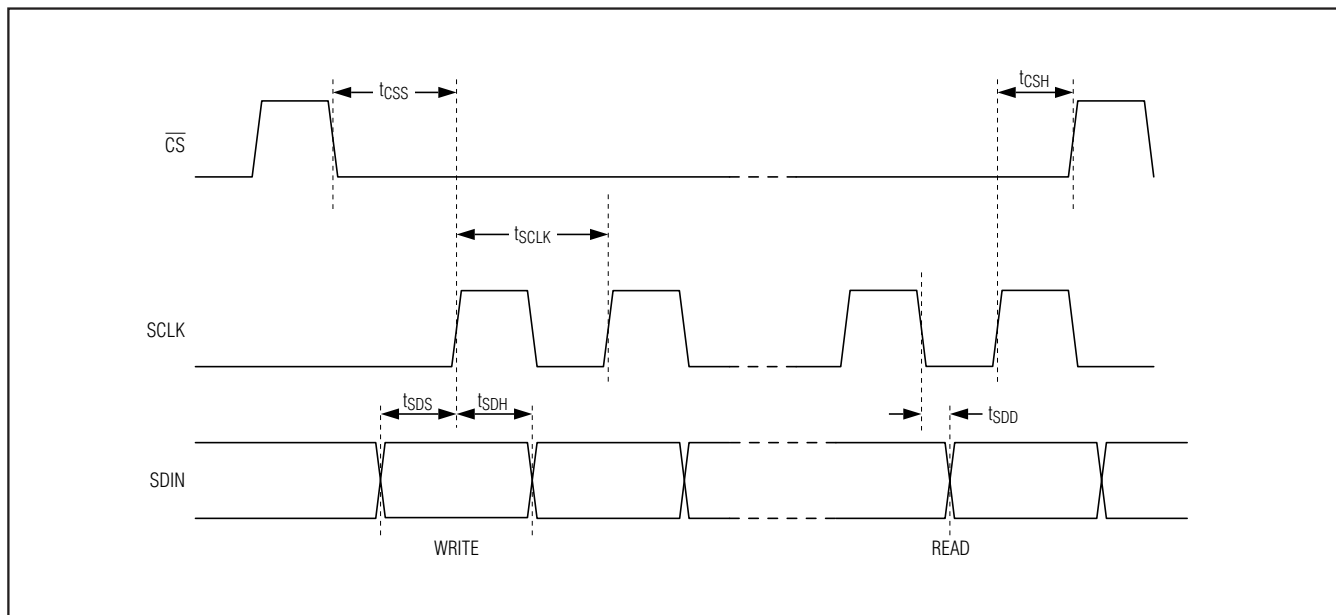 tCSS
tCSH
CS
tSCLK
SCLK
tSDS
tSDH
tSDD
SDIN
WRITE READ